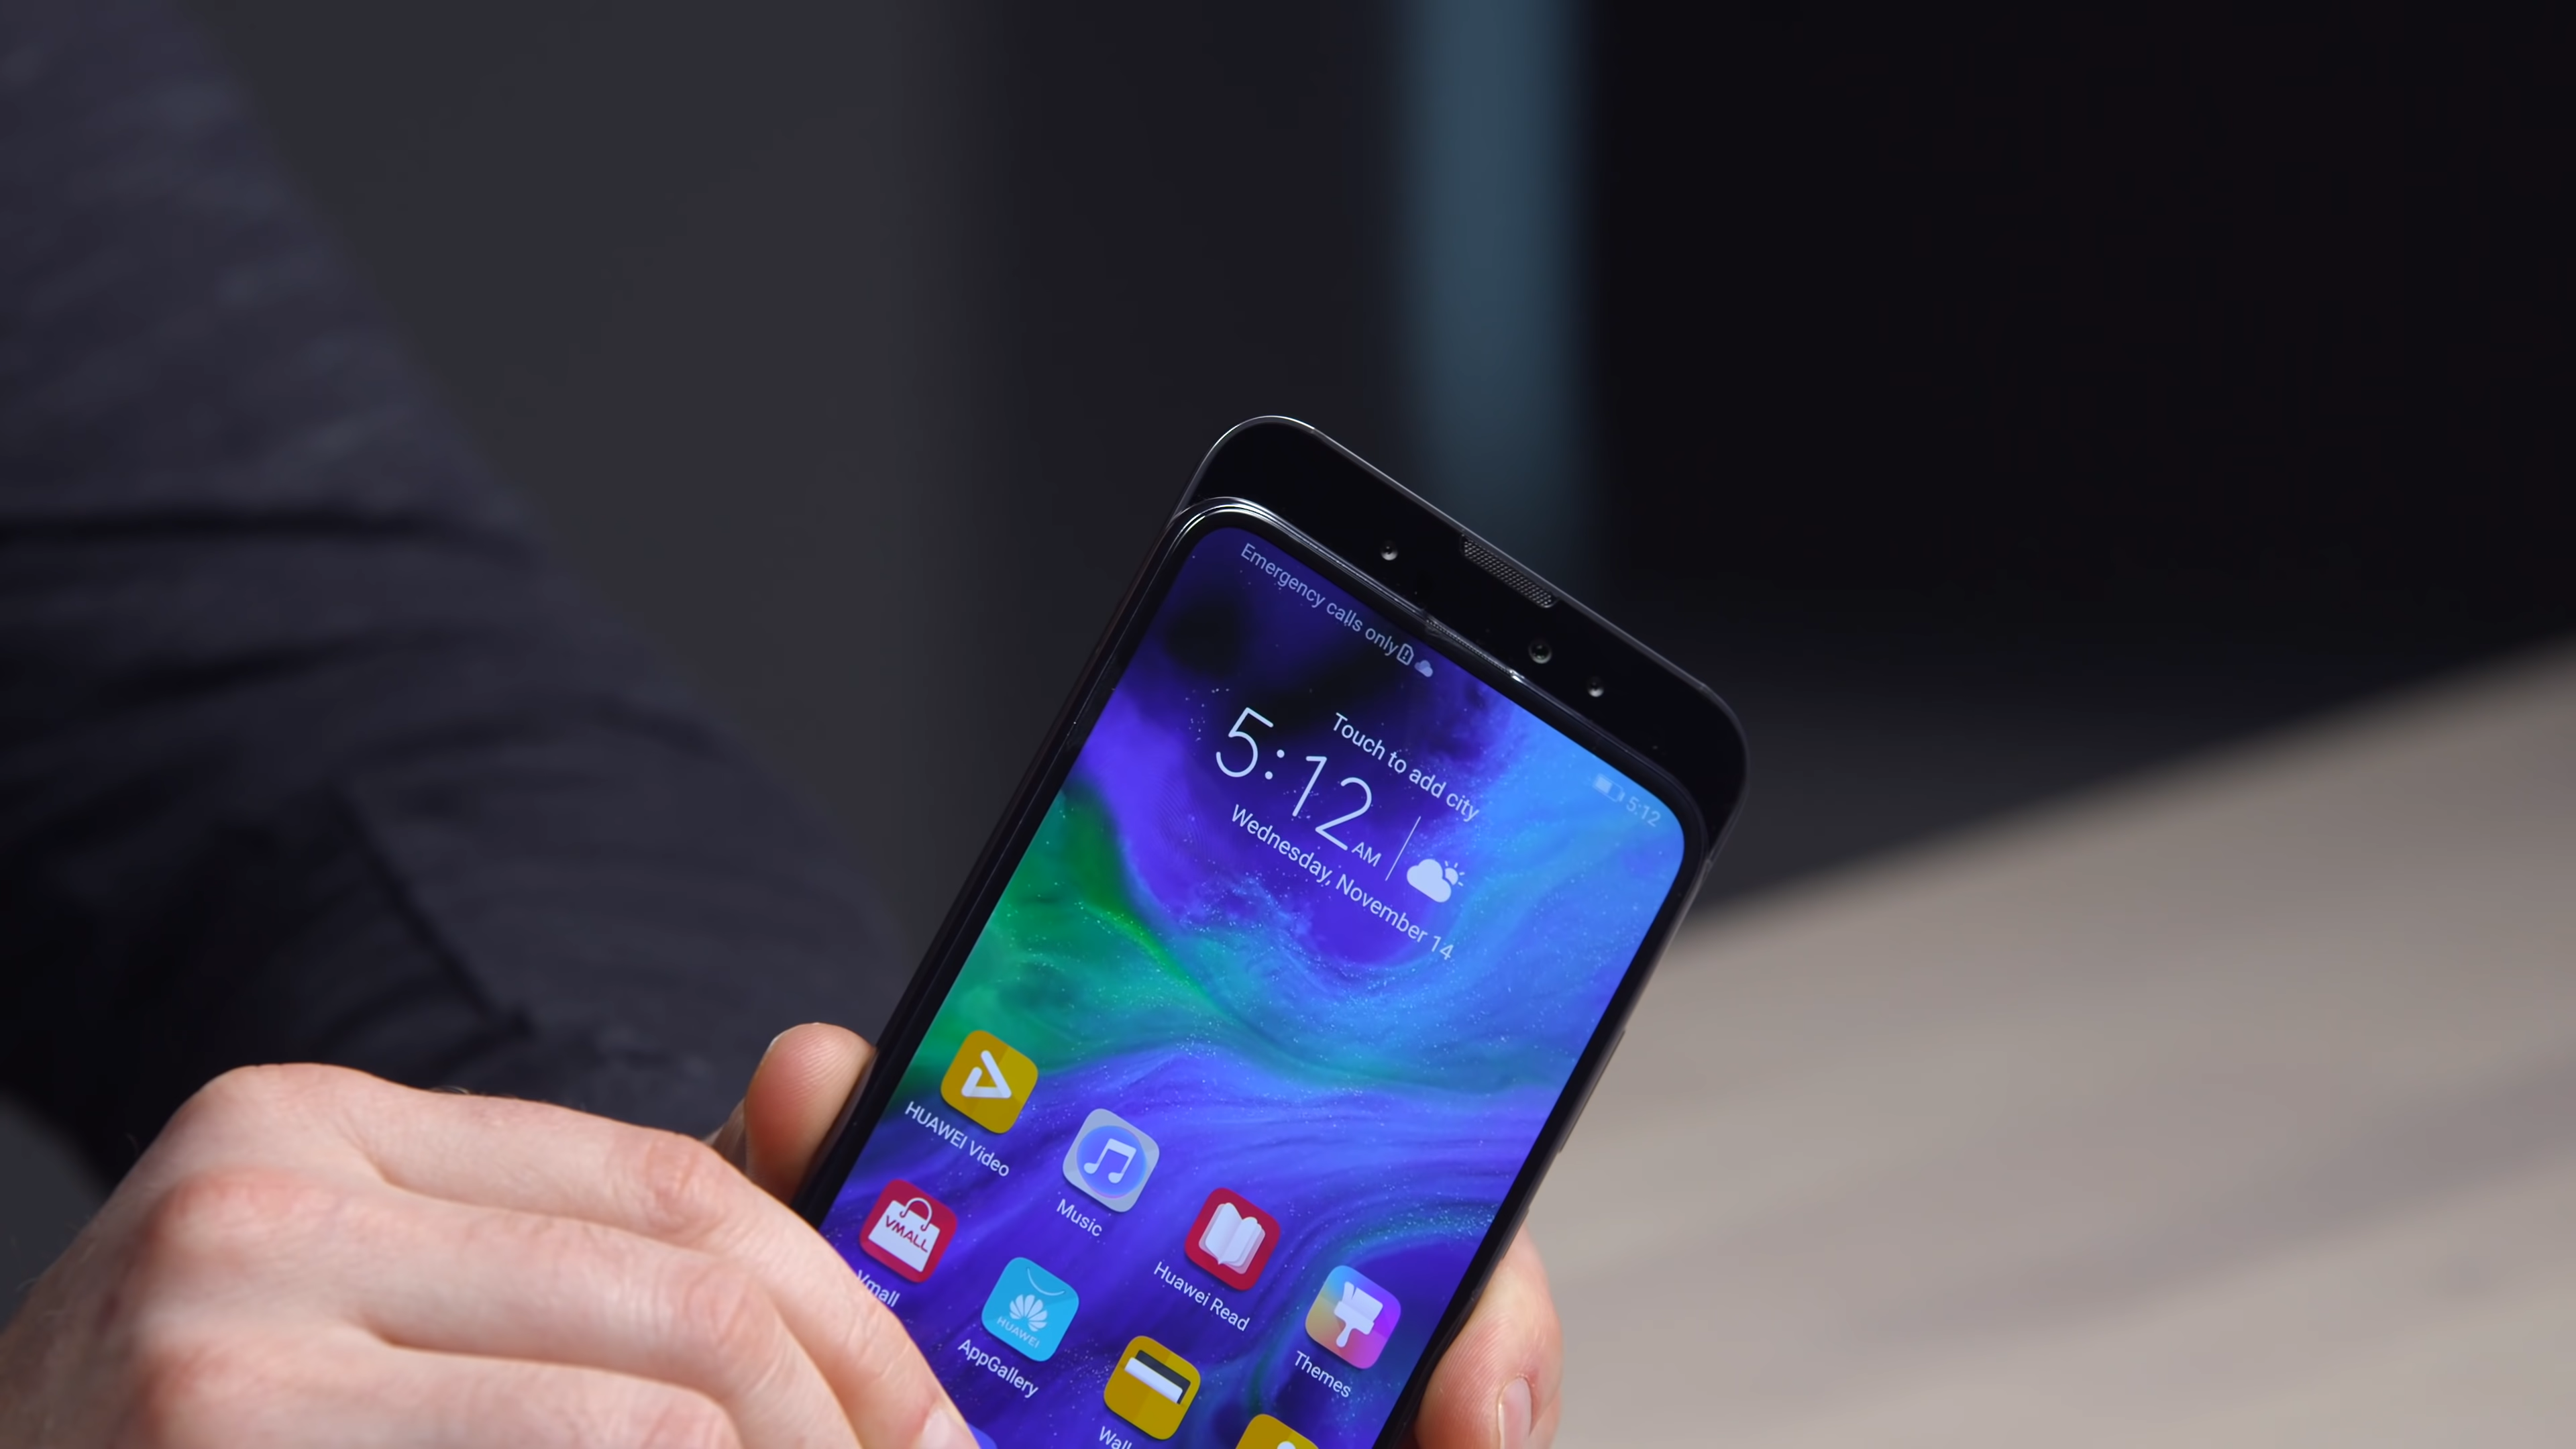 Emergency calls only
5:12
Touch to add city
5:12 AM
Wednesday, November 14
HUAWEI Video
Music
Huawei Read
Themes
VMALL
Vmall
HUAWEI
AppGallery